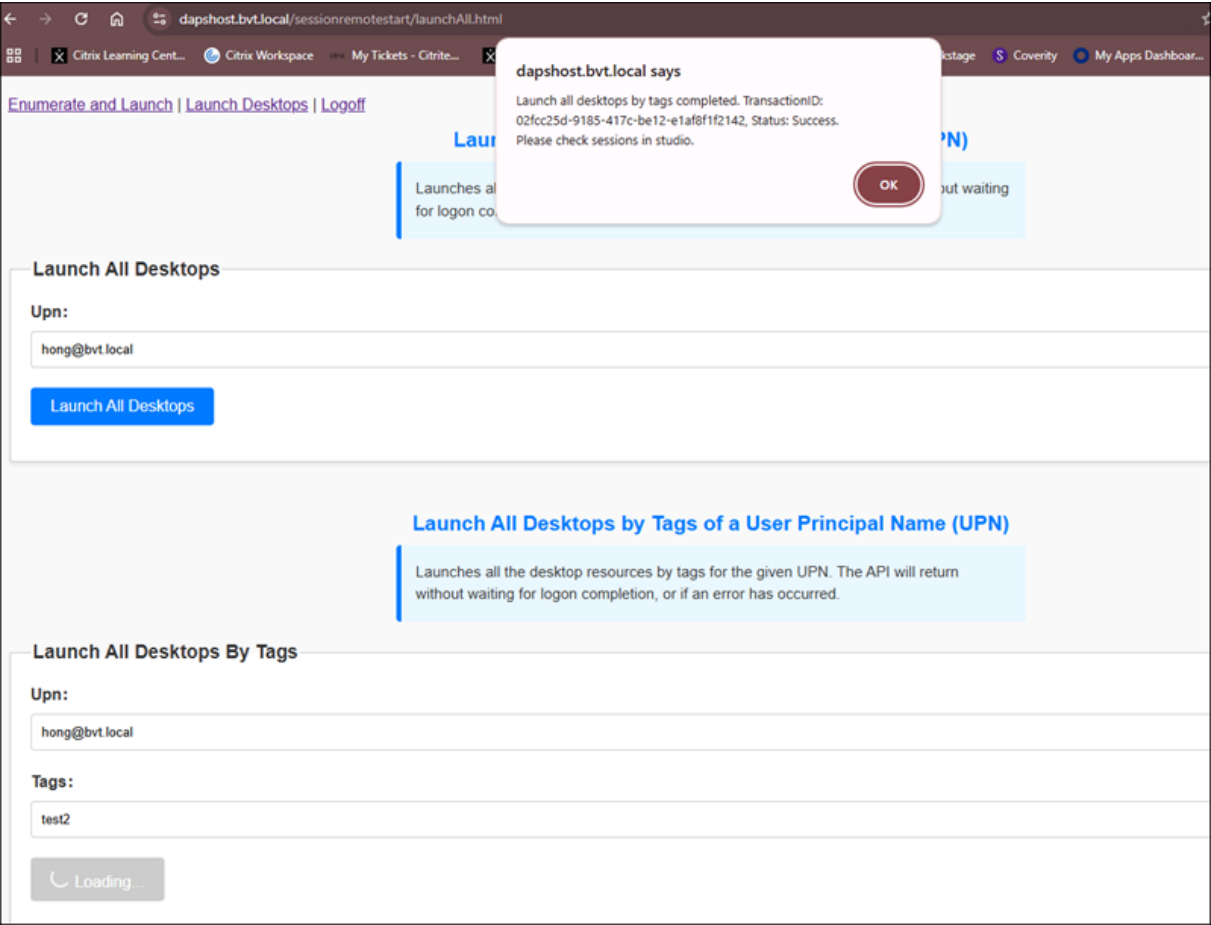 dapshost.bvt.local/sessionremotestart/launchAll.html
Citrix Learning Cent... Citrix Workspace My Tickets - Citrite... kstage Coverity My Apps Dashboar...
dapshost.bvt.local says
Launch all desktops by tags completed. TransactionID:
02fcc25d-9185-417c-be12-e1af8f1f2142, Status: Success.
Please check sessions in studio.
OK
Enumerate and Launch | Launch Desktops | Logoff
Laun PN)
Launches al out waiting
for logon co
Launch All Desktops
Upn:
hong@bvt.local
Launch All Desktops
Launch All Desktops by Tags of a User Principal Name (UPN)
Launches all the desktop resources by tags for the given UPN. The API will return
without waiting for logon completion, or if an error has occurred.
Launch All Desktops By Tags
Upn:
hong@bvt.local
Tags:
test2
Loading...